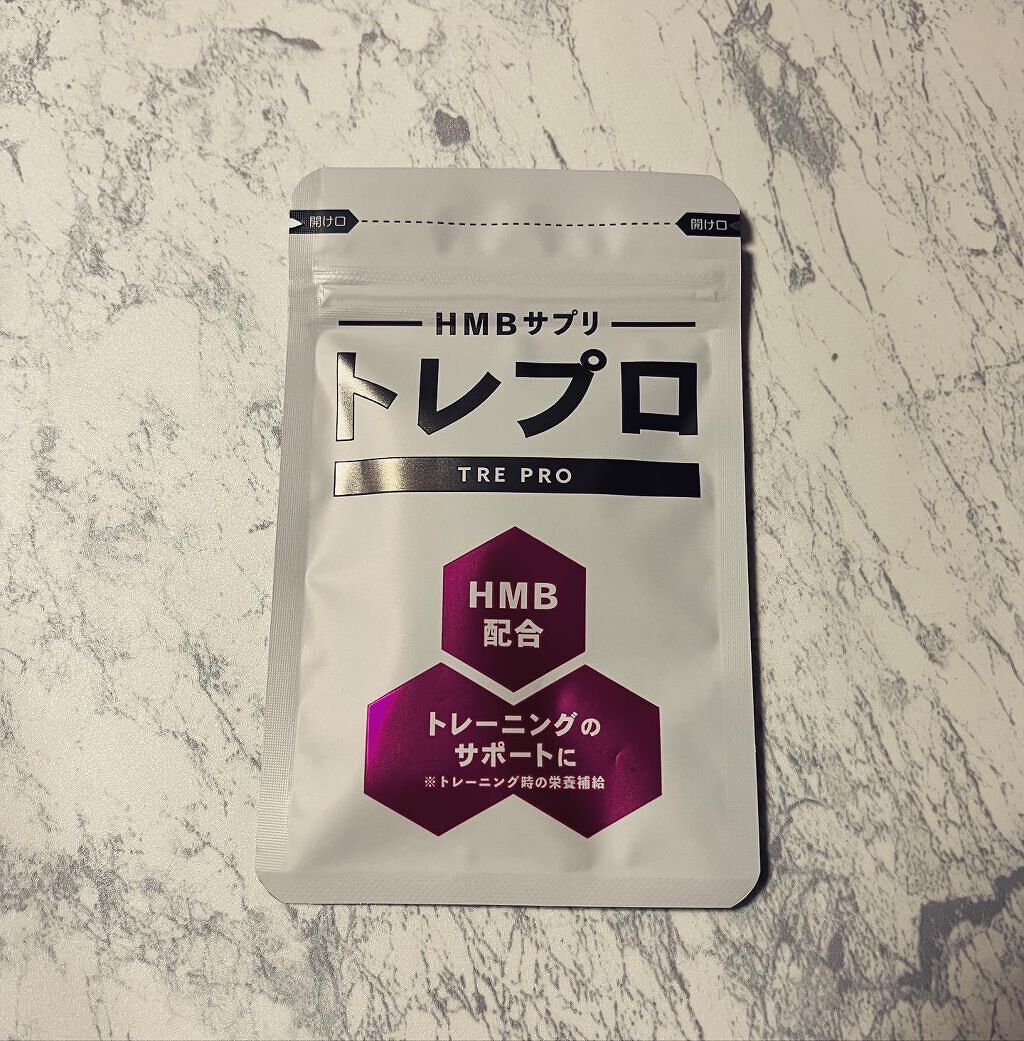 開け口 開け口
HMBサプリ
トレプロ
TRE PRO
HMB
配合
トレーニングの
サポートに
※トレーニング時の栄養補給